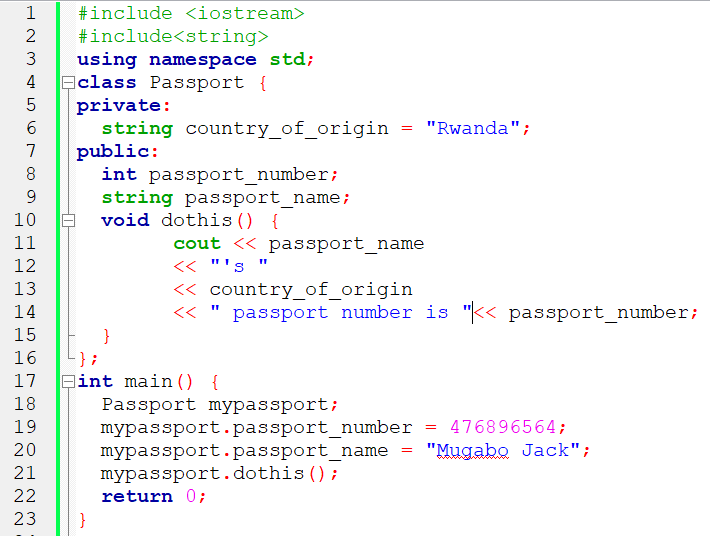 1 #include <iostream>
2 #include<string>
3 using namespace std;
4 class Passport {
5 private:
6   string country_of_origin = "Rwanda";
7 public:
8   int passport_number;
9   string passport_name;
10   void dothis() {
11         cout << passport_name
12         << "'s "
13         << country_of_origin
14         << " passport number is "<< passport_number;
15   }
16 };
17 int main() {
18   Passport mypassport;
19   mypassport.passport_number = 476896564;
20   mypassport.passport_name = "Mugabo Jack";
21   mypassport.dothis();
22   return 0;
23 }